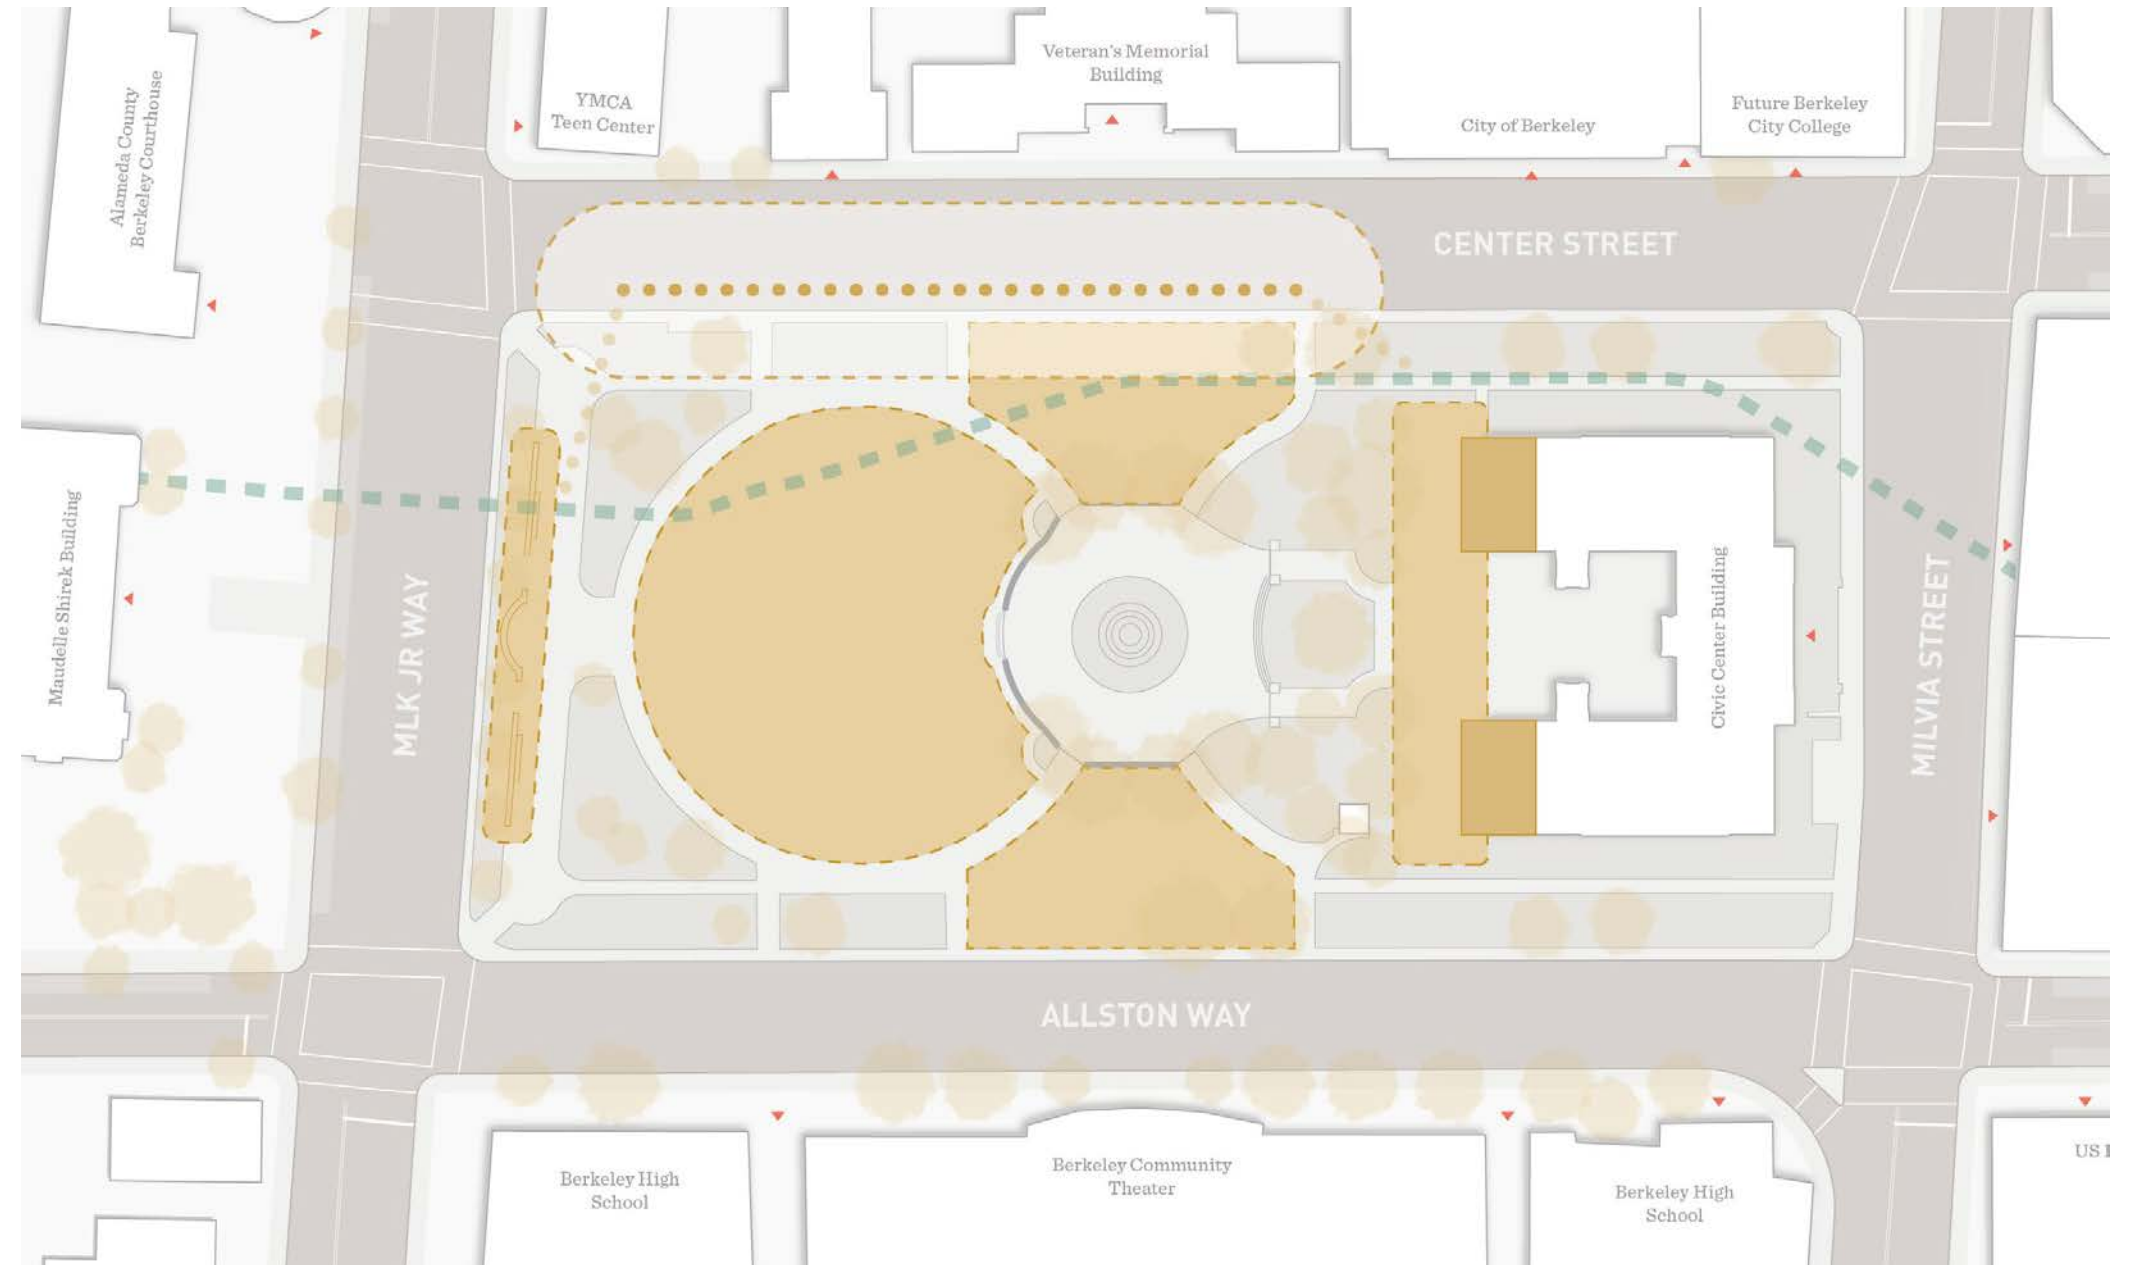 Alameda County
Berkeley Courthouse
YMCA
Teen Center
Veteran's Memorial
Building
City of Berkeley
Future Berkeley
City College
CENTER STREET
Maudelle Shirek Building
MLK JR WAY
Civic Center Building
MILVIA STREET
ALLSTON WAY
Berkeley High
School
Berkeley Community
Theater
Berkeley High
School
US